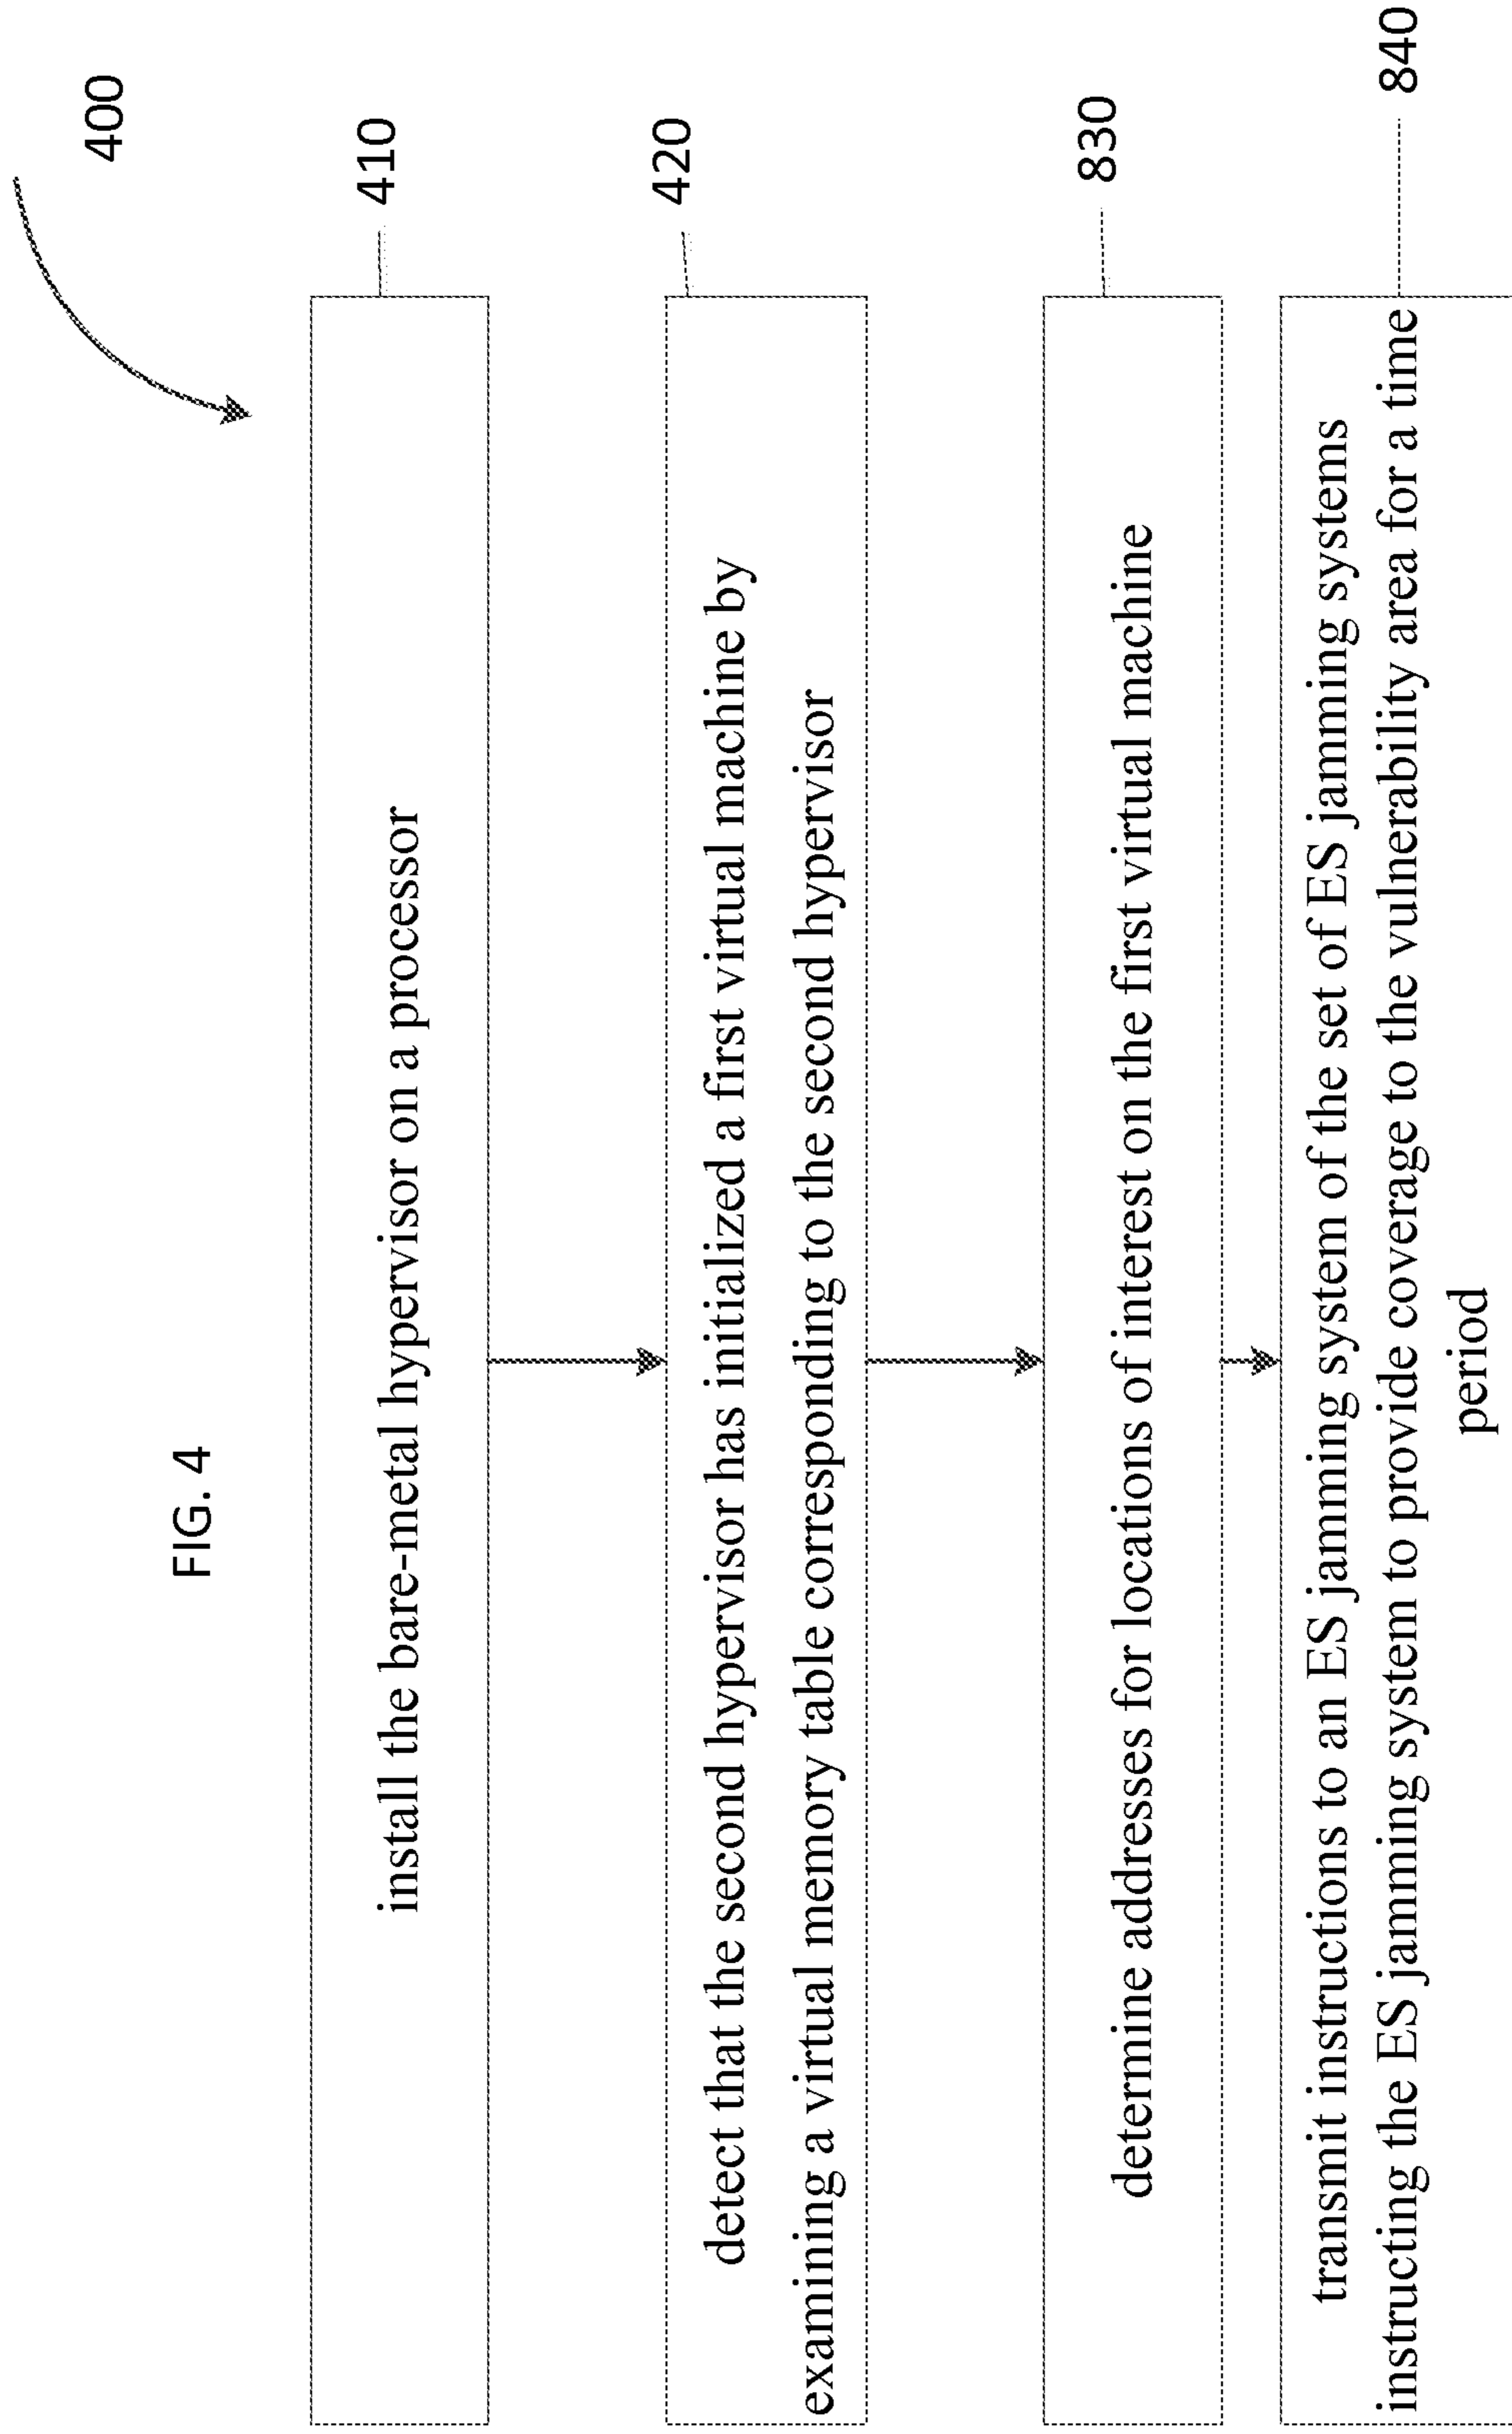 FIG. 4
400
install the bare-metal hypervisor on a processor
410
detect that the second hypervisor has initialized a first virtual machine by
examining a virtual memory table corresponding to the second hypervisor
420
determine addresses for locations of interest on the first virtual machine
830
transmit instructions to an ES jamming system of the set of ES jamming systems
instructing the ES jamming system to provide coverage to the vulnerability area for a time
period
840